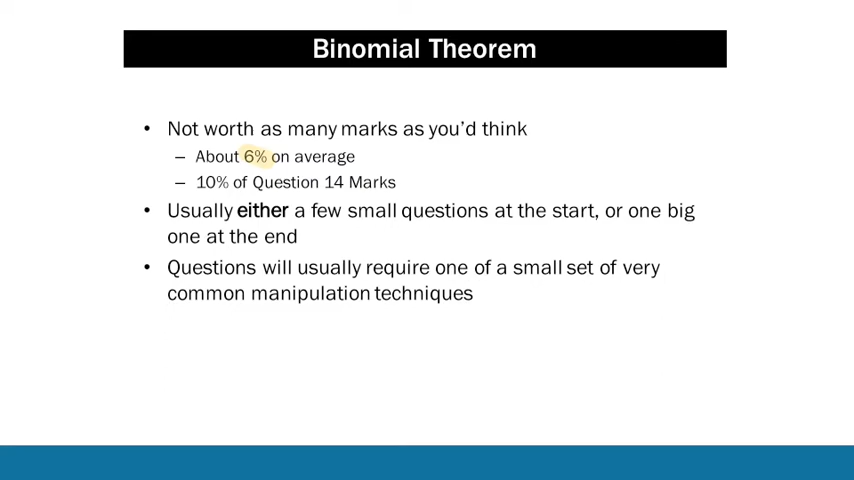 Binomial Theorem
• Not worth as many marks as you'd think
– About 6% on average
– 10% of Question 14 Marks
• Usually either a few small questions at the start, or one big
one at the end
• Questions will usually require one of a small set of very
common manipulation techniques